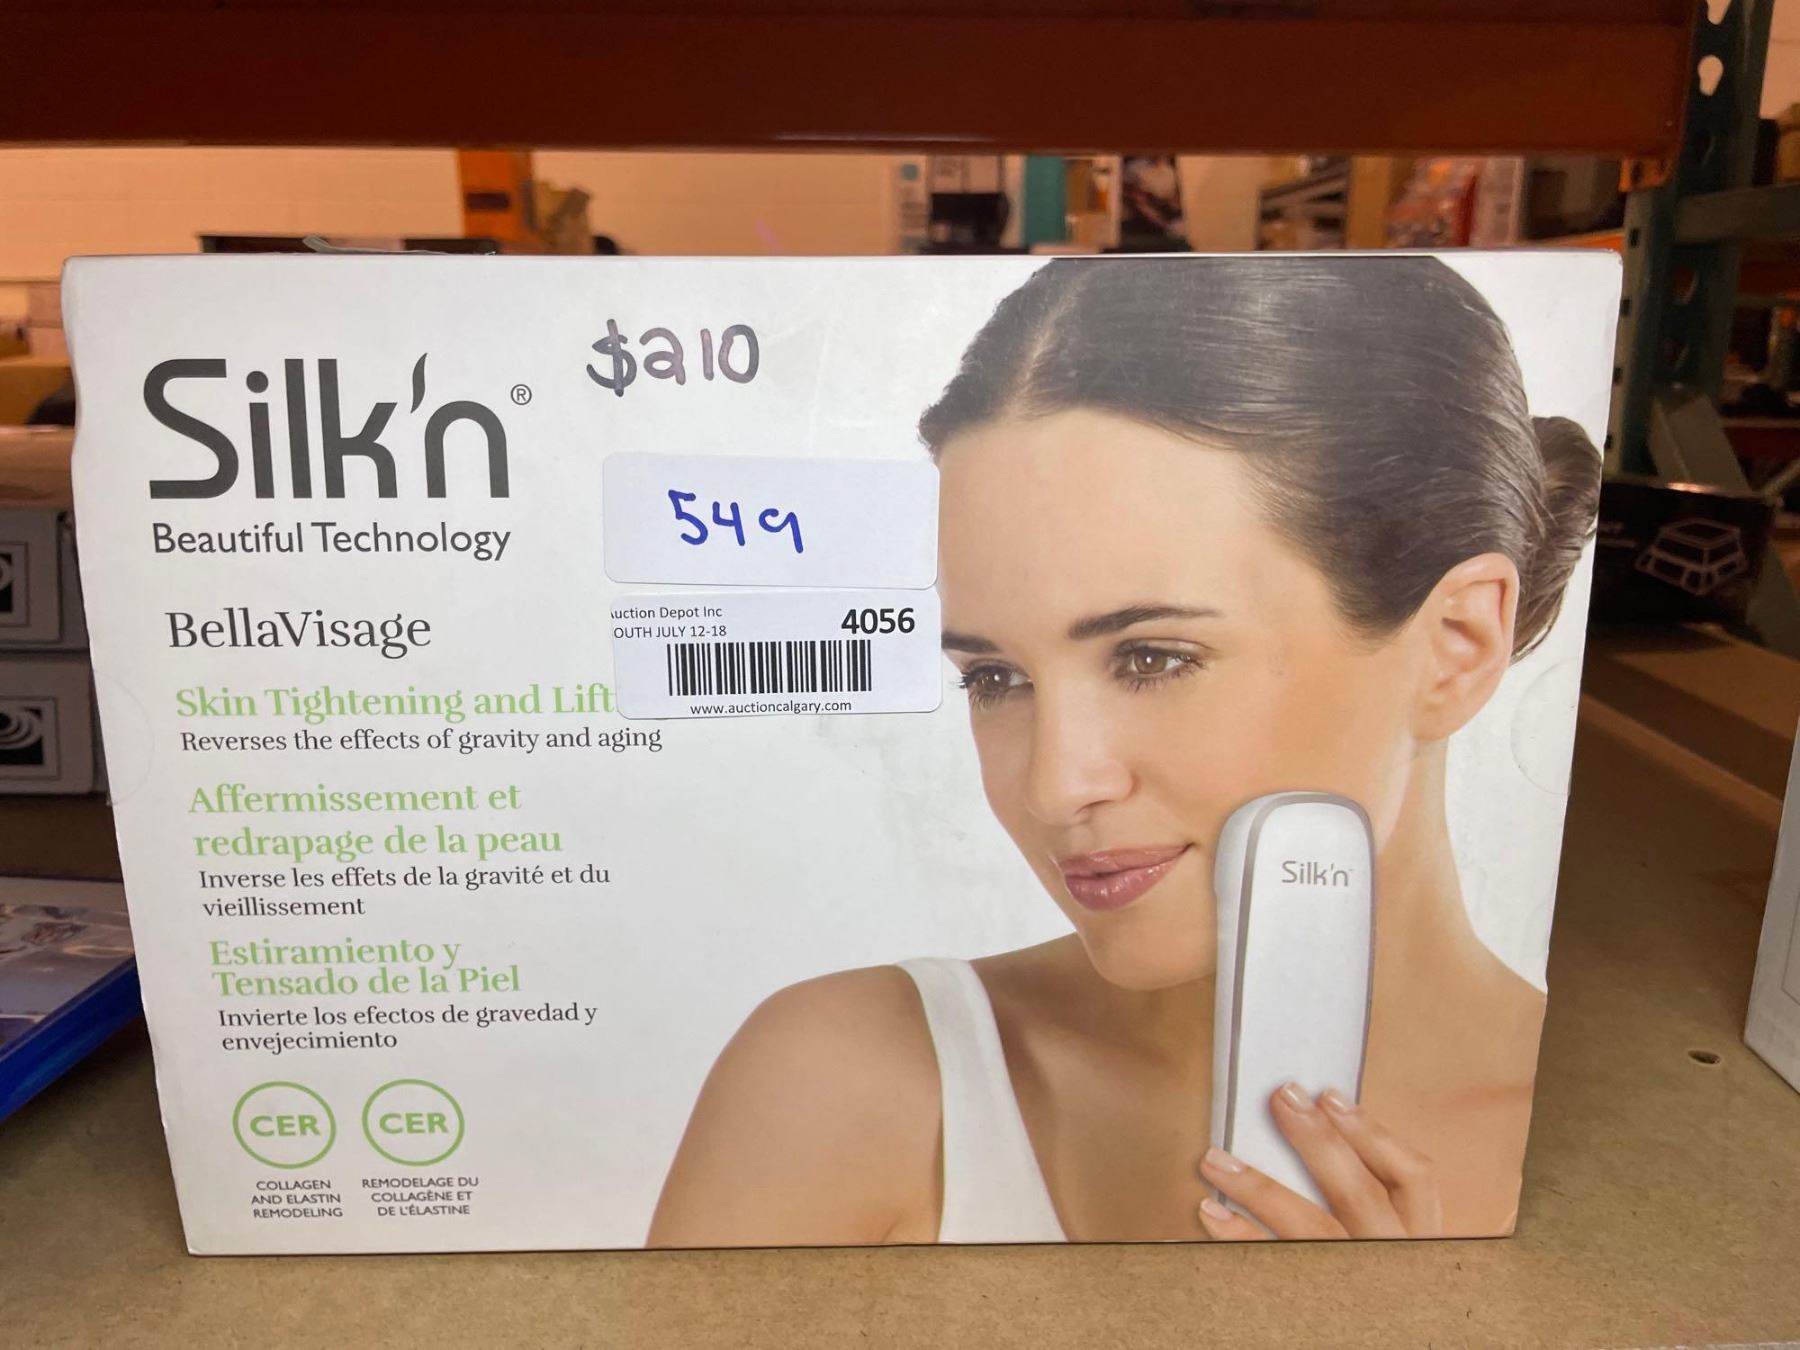 $210
Silk'n®
Beautiful Technology
549
BellaVisage
uction Depot Inc
OUTH JULY 12-18
4056
www.auctioncalgary.com
Skin Tightening and Lift
Reverses the effects of gravity and aging
Affermissement et
redrapage de la peau
Inverse les effets de la gravité et du
vieillissement
Estiramiento y
Tensado de la Piel
Invierte los efectos de gravedad y
envejecimiento
CER
COLLAGEN
AND ELASTIN
REMODELING
CER
REMODELAGE DU
COLLAGÈNE ET
DE L'ÉLASTINE
Silk'n